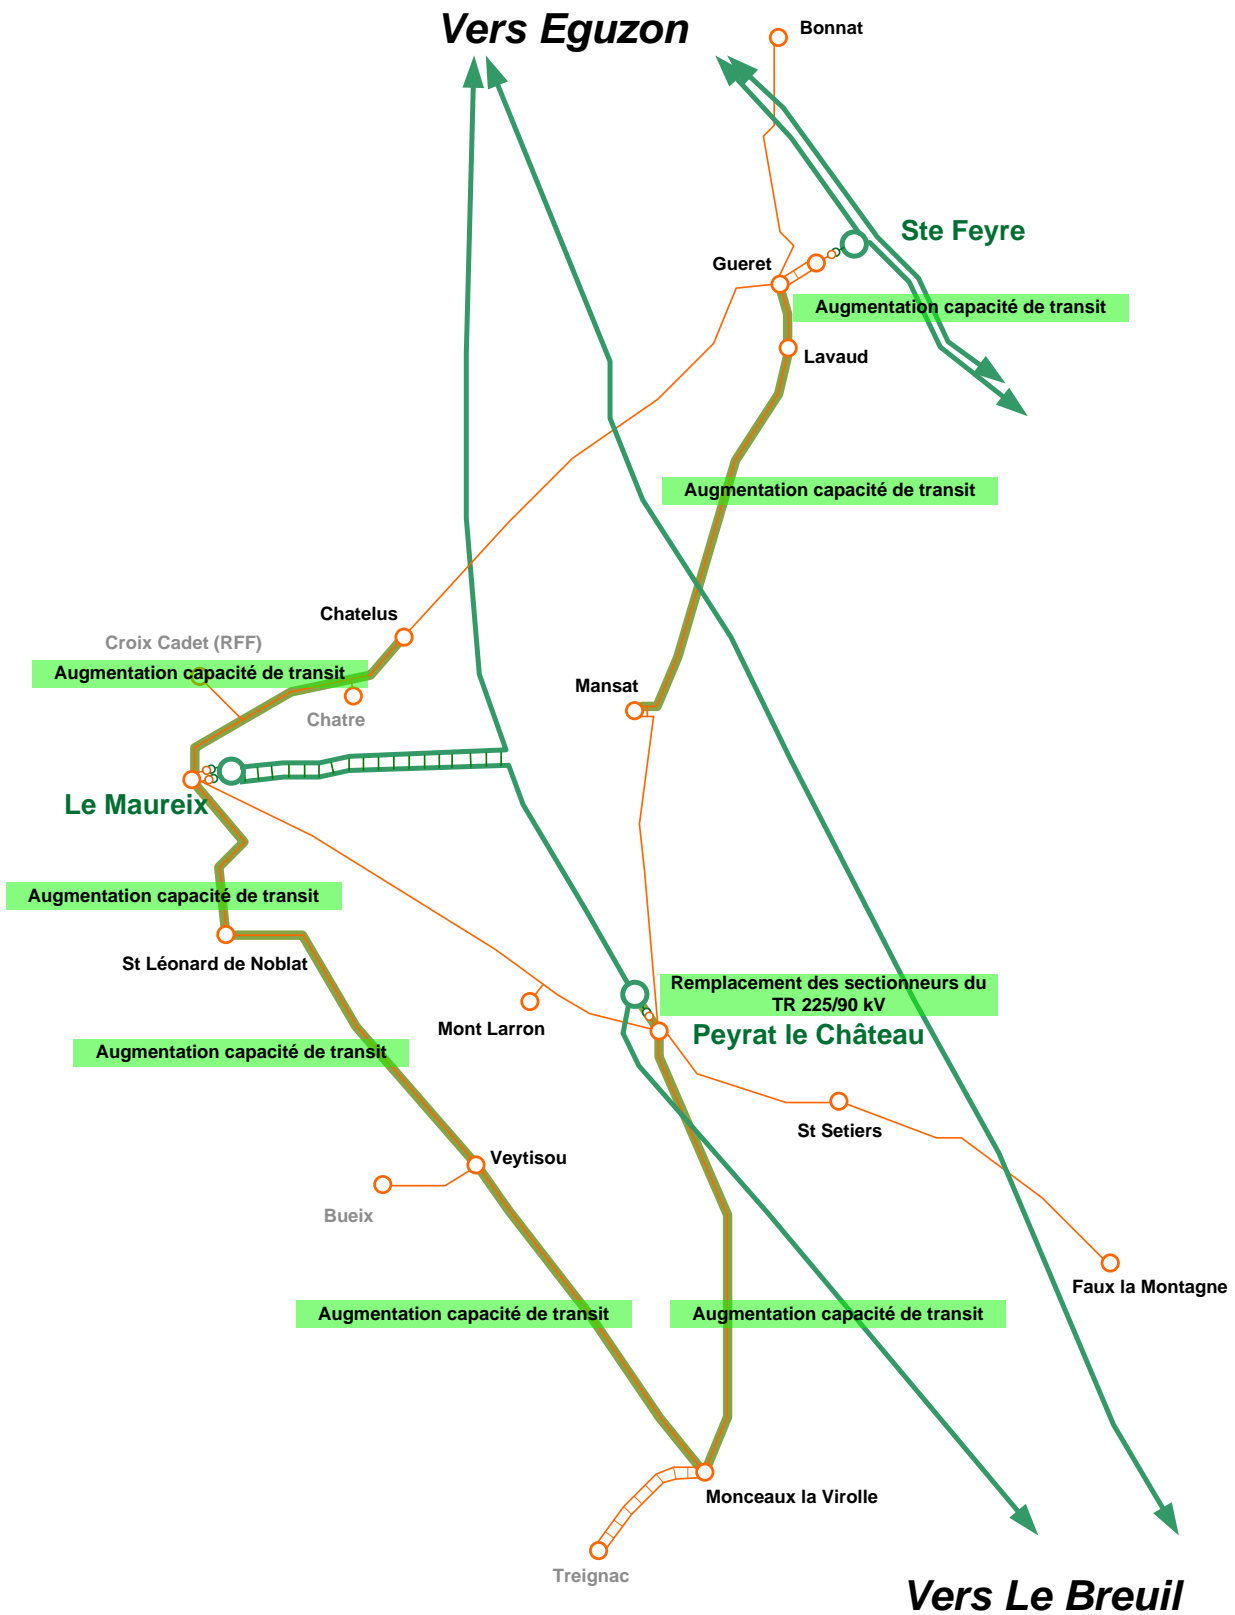 Vers Eguzon
Bonnat
Ste Feyre
Gueret
Augmentation capacité de transit
Lavaud
Augmentation capacité de transit
Chatelus
Croix Cadet (RFF)
Augmentation capacité de transit
Mansat
Chatre
Le Maureix
Augmentation capacité de transit
St Léonard de Noblat
Remplacement des sectionneurs du
TR 225/90 kV
Mont Larron
Peyrat le Château
Augmentation capacité de transit
St Setiers
Veytisou
Bueix
Faux la Montagne
Augmentation capacité de transit
Augmentation capacité de transit
Monceaux la Virolle
Treignac
Vers Le Breuil